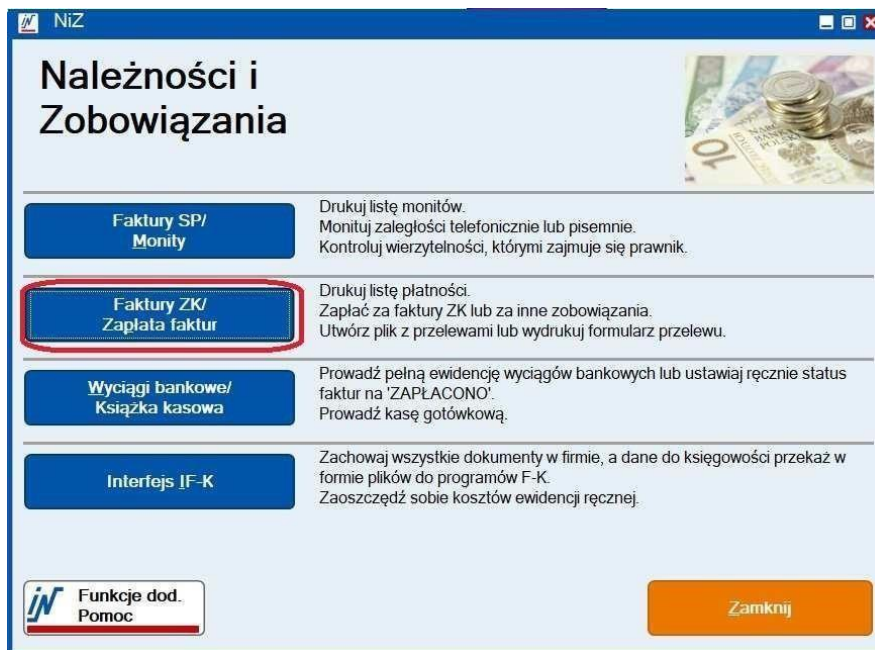 NiZ
Należności i
Zobowiązania
NARO
BANK
POLSKI
10
Faktury SP/
Monity
Drukuj listę monitów.
Monituj zaległości telefonicznie lub pisemnie.
Kontroluj wierzytelności, którymi zajmuje się prawnik.
Faktury ZK/
Zapłata faktur
Drukuj listę płatności.
Zapłać za faktury ZK lub za inne zobowiązania.
Utwórz plik z przelewami lub wydrukuj formularz przelewu.
Wyciągi bankowe/
Książka kasowa
Prowadź pełną ewidencję wyciągów bankowych lub ustawiaj ręcznie status
faktur na 'ZAPŁACONO'.
Prowadź kasę gotówkową.
Interfejs IF-K
Zachowaj wszystkie dokumenty w firmie, a dane do księgowości przekaż w
formie plików do programów F-K.
Zaoszczędź sobie kosztów ewidencji ręcznej.
Funkcje dod.
Pomoc
Zamknij